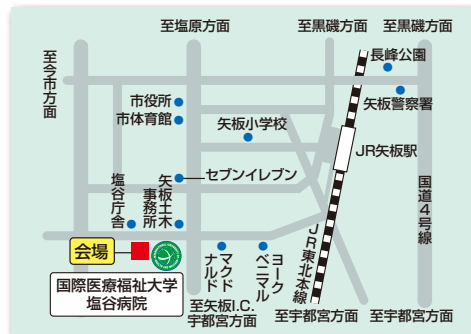 至塩原方面
至黒磯方面
至黒磯方面
至今市方面
長峰公園
市役所
市体育館
矢板警察署
矢板小学校
JR矢板駅
セブンイレブン
国道4号線
塩谷庁舎
矢板土木
事務所
JR東北本線
会場
マクド
ナルド
ヨーク
ベニマル
国際医療福祉大学
塩谷病院
至矢板I.C.
宇都宮方面
至宇都宮方面
至宇都宮方面